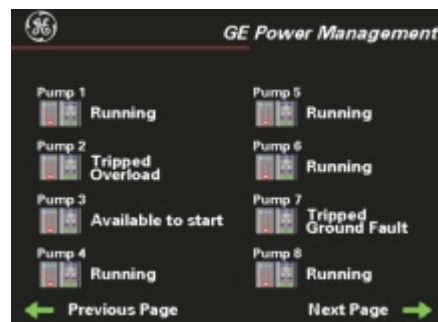 GE Power Management
Pump 1
Running
Pump 2
Tripped
Overload
Pump 3
Available to start
Pump 4
Running
Pump 5
Running
Pump 6
Running
Pump 7
Tripped
Ground Fault
Pump 8
Running
Previous Page
Next Page